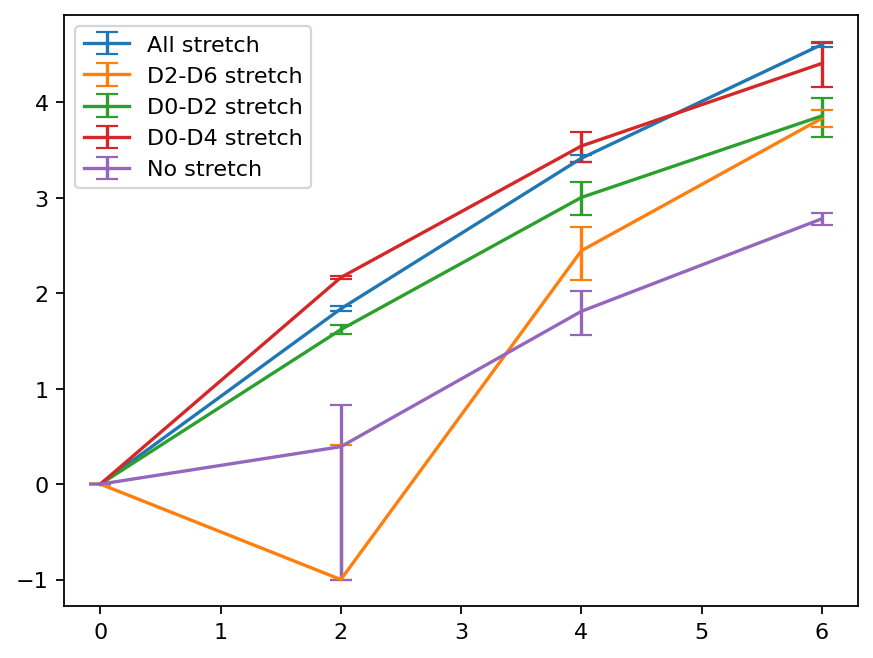 All stretch
D2-D6 stretch
D0-D2 stretch
D0-D4 stretch
No stretch
4
3
2
1
0
−1
0 1 2 3 4 5 6